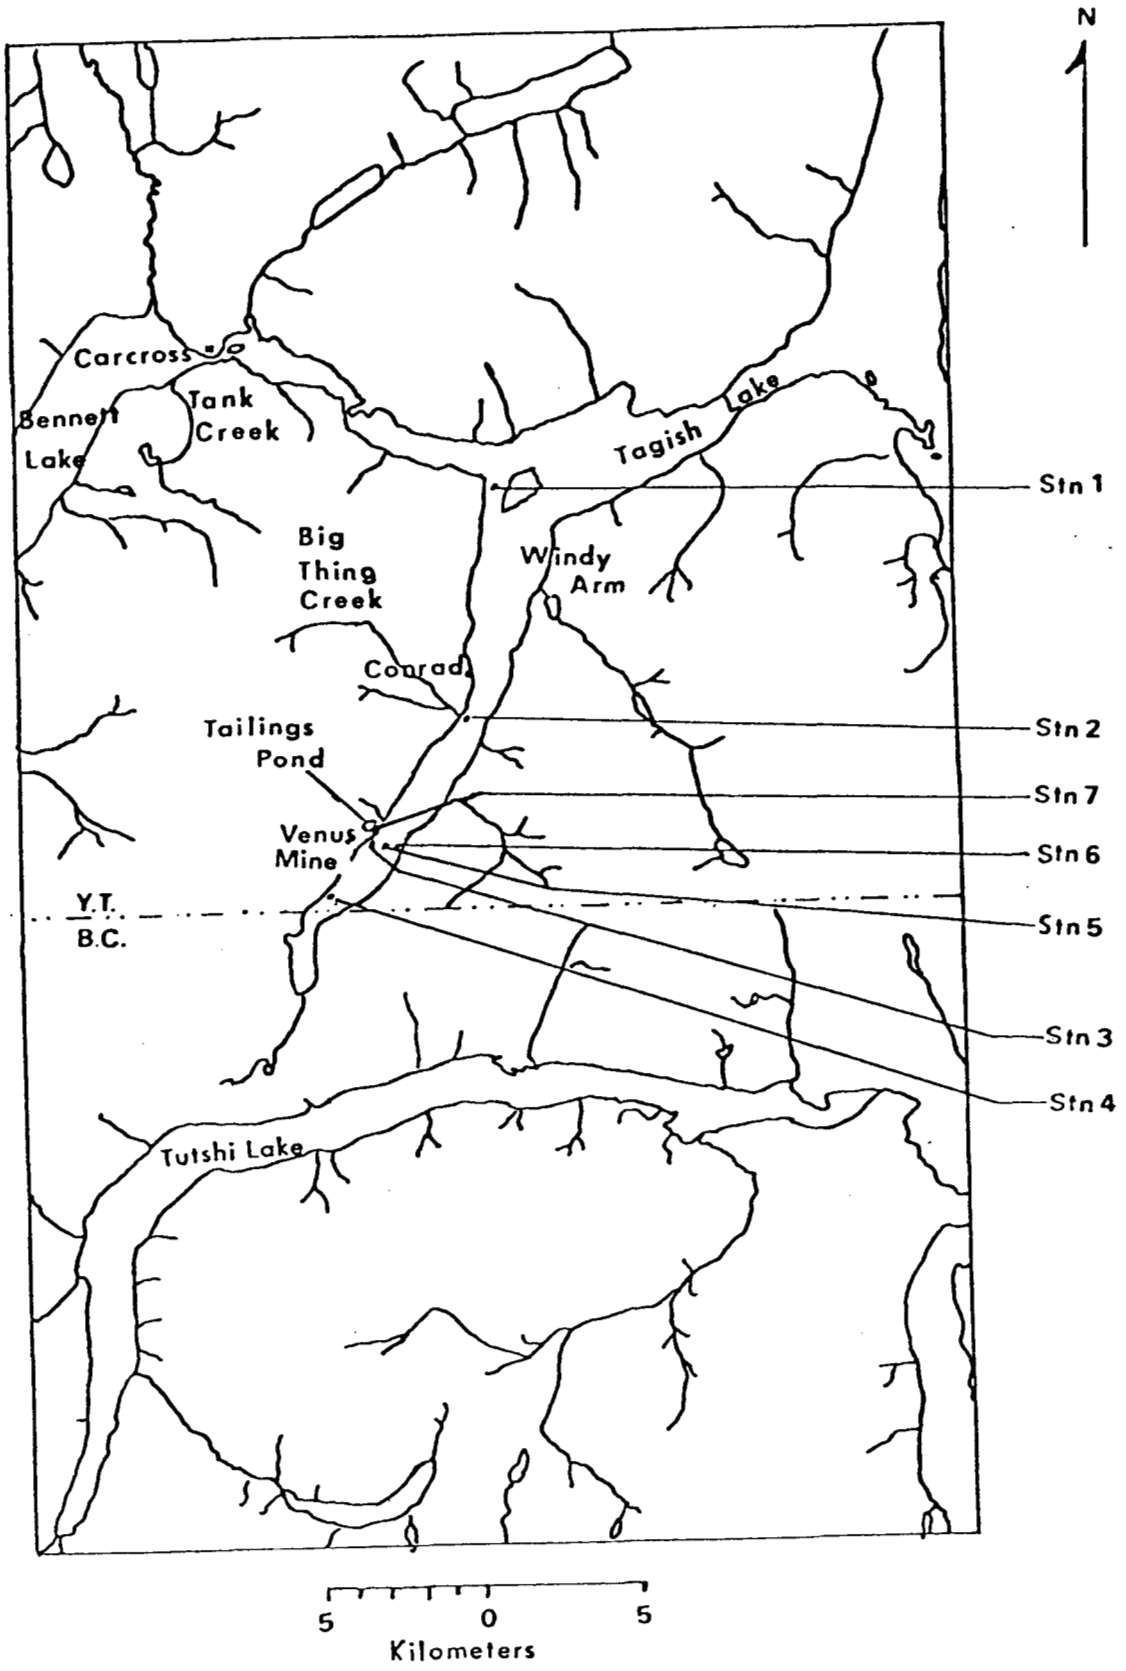 N
Carcross
Tank
Creek
Bennett
Lake
Tagish Lake
Stn 1
Big
Thing
Creek
Windy
Arm
Conrad
Tailings
Pond
Stn 2
Stn 7
Venus
Mine
Stn 6
Y.T.
B.C.
Stn 5
Stn 3
Stn 4
Tutshi Lake
5 0 5
Kilometers